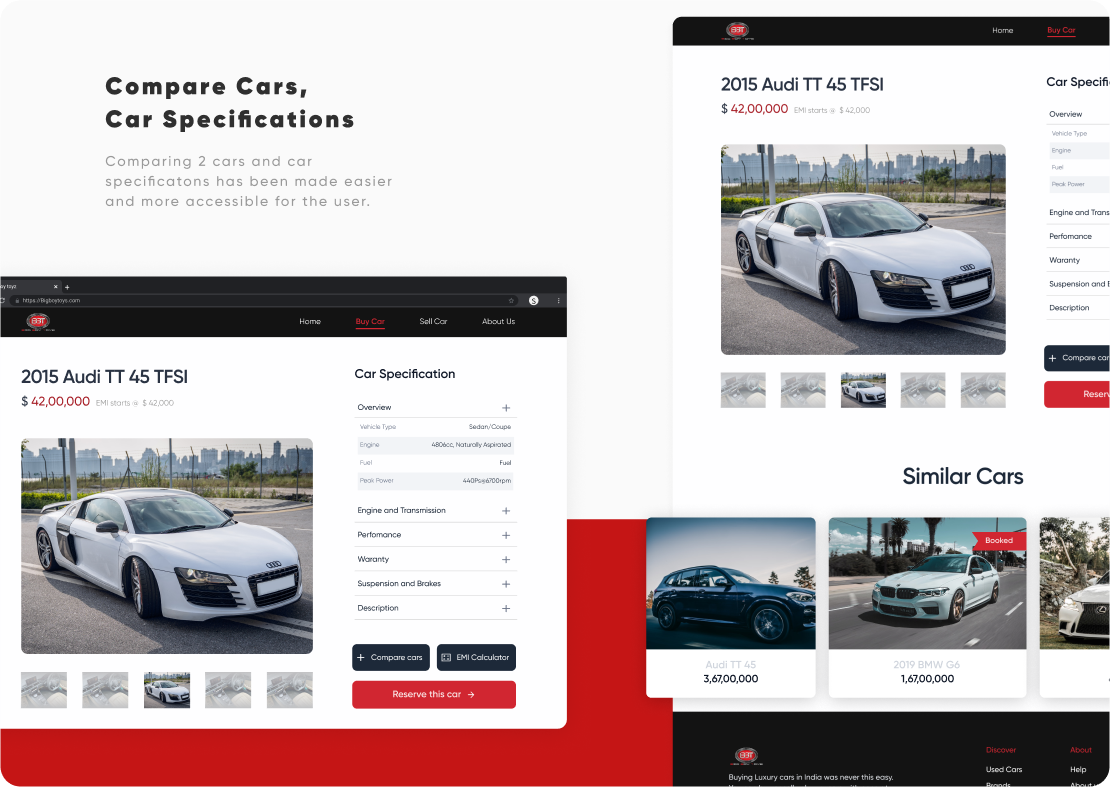 Compare Cars,
Car Specifications
Comparing 2 cars and car
specificatons has been made easier
and more accessible for the user.
toyz
https://Bigboytoys.com
S
BBT
Home
Buy Car
Sell Car
About Us
2015 Audi TT 45 TFSI
$ 42,00,000 EMI starts @ $ 42,000
Car Specification
Overview
Vehicle Type Sedan/Coupe
Engine 4806cc, Naturally Aspirated
Fuel Fuel
Peak Power 440Ps@6700rpm
Engine and Transmission
Perfomance
Waranty
Suspension and Brakes
Description
+ Compare cars
EMI Calculator
Reserve this car →
BBT
Home
Buy Car
2015 Audi TT 45 TFSI
$ 42,00,000 EMI starts @ $ 42,000
Car Specifi
Overview
Vehicle Type
Engine
Fuel
Peak Power
Engine and Trans
Perfomance
Waranty
Suspension and B
Description
+ Compare car
Reserv
Similar Cars
Audi TT 45
3,67,00,000
Booked
2019 BMW G6
1,67,00,000
BBT
Buying Luxury cars in India was never this easy.
Discover
Used Cars
Brands
About
Help
About